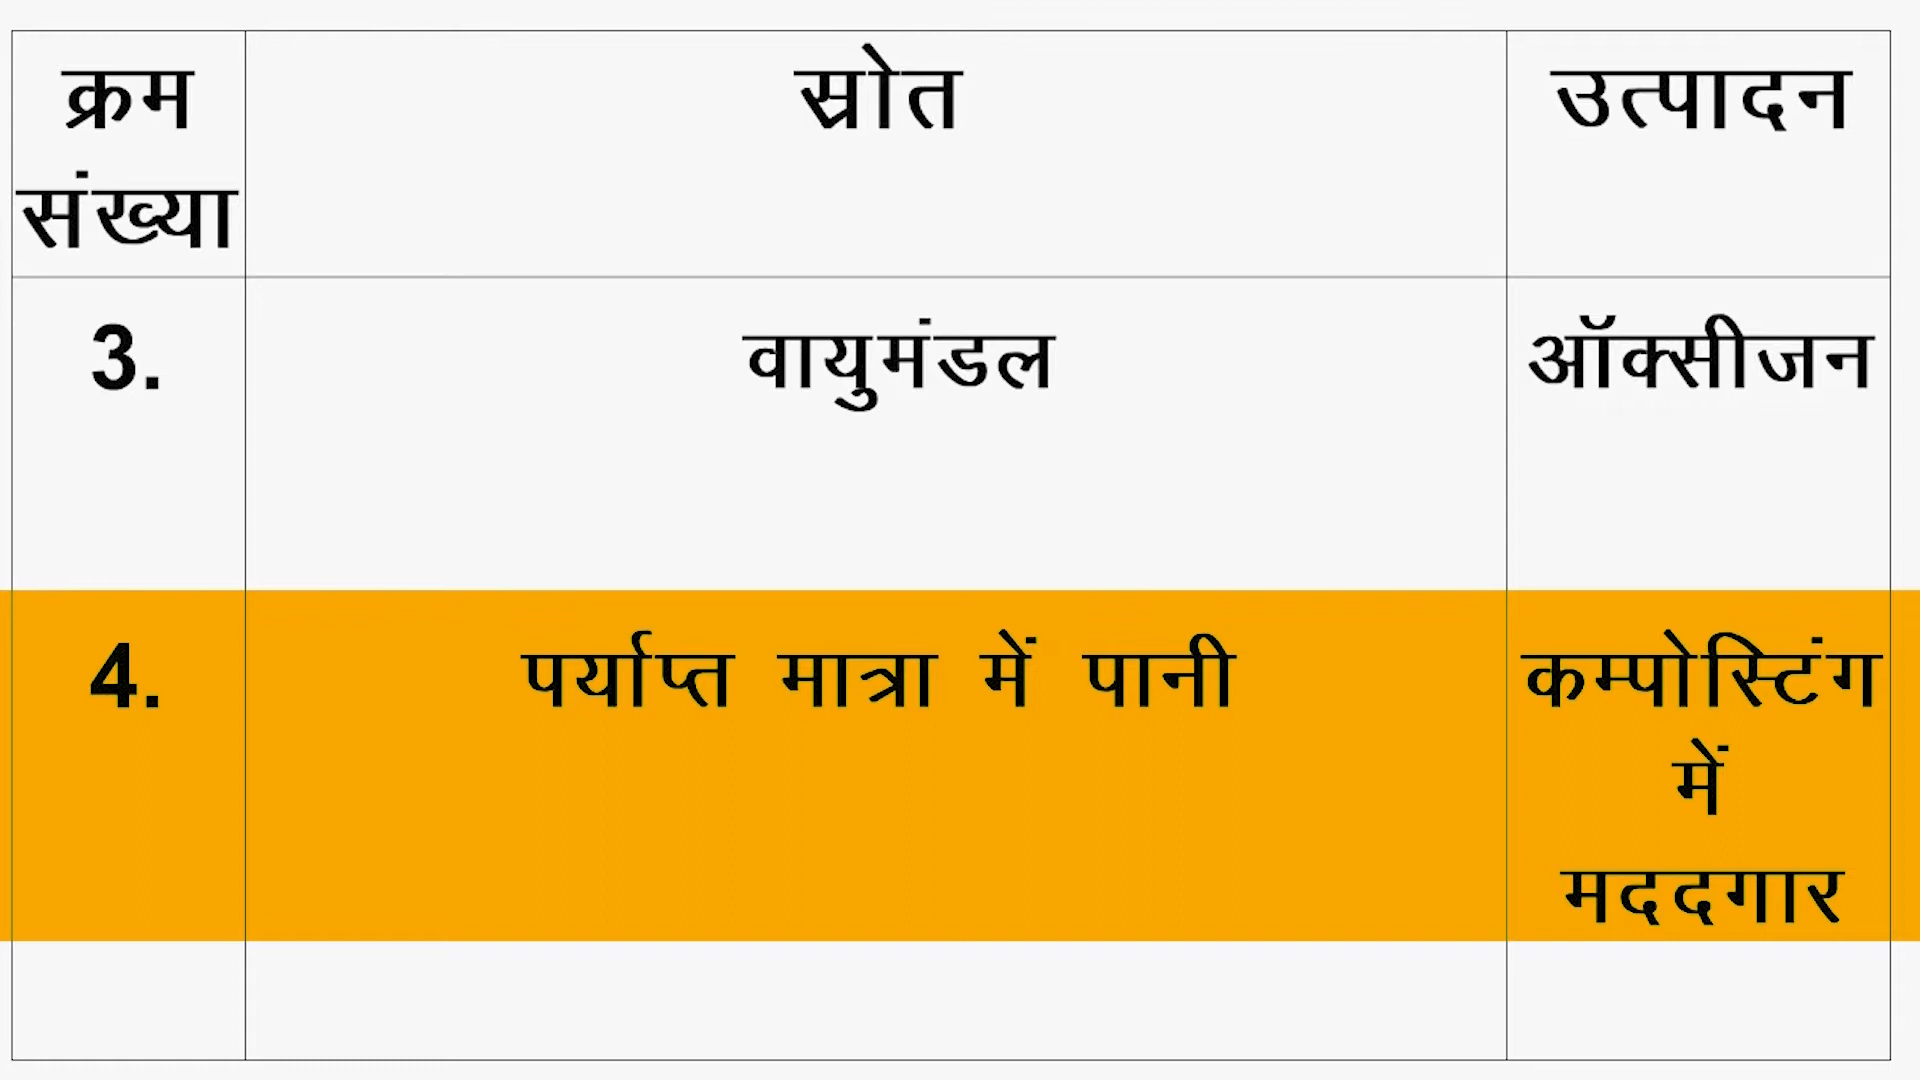 क्रम स्रोत उत्पादन
संख्या
3. वायुमंडल ऑक्सीजन
4. पर्याप्त मात्रा में पानी कम्पोस्टिंग
में
मददगार